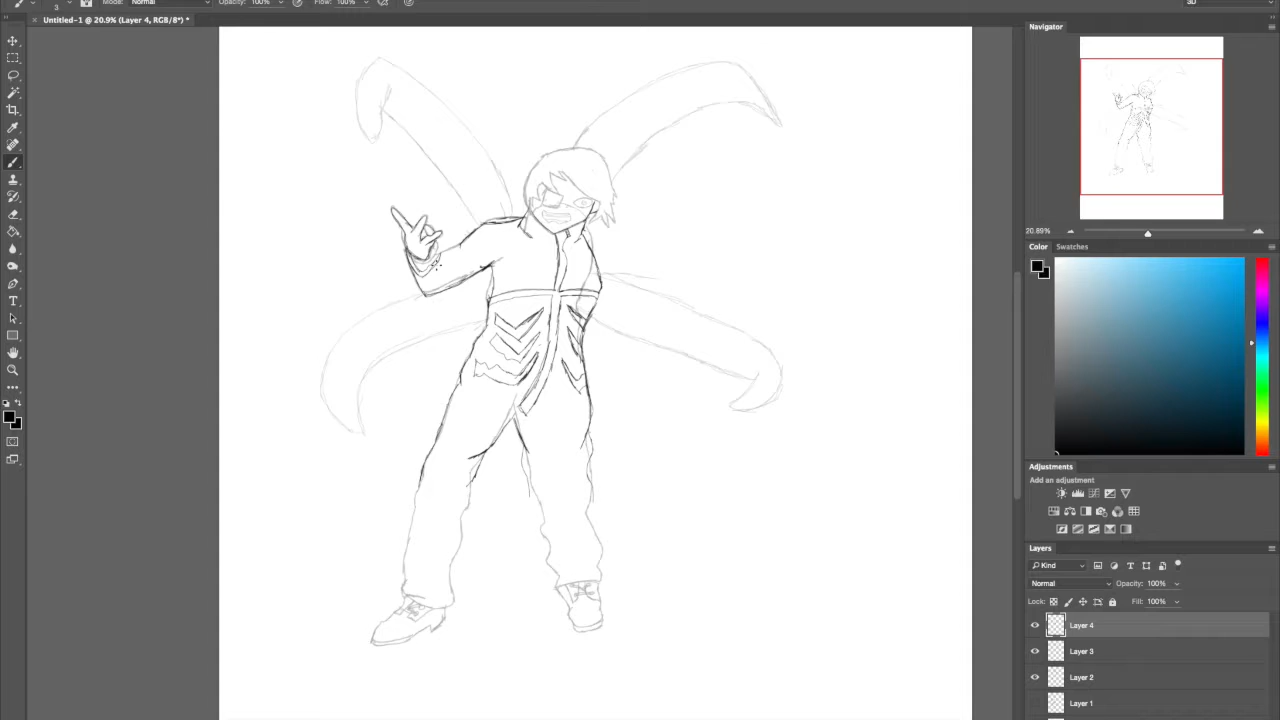 3 Mode: Normal Opacity: 100% Flow: 100% 3D
Untitled-1 @ 20.9% (Layer 4, RGB/8*) *
Navigator
20.89%
Color Swatches
Adjustments
Add an adjustment
Layers
Kind
Normal Opacity: 100%
Lock: Fill: 100%
Layer 4
Layer 3
Layer 2
Layer 1